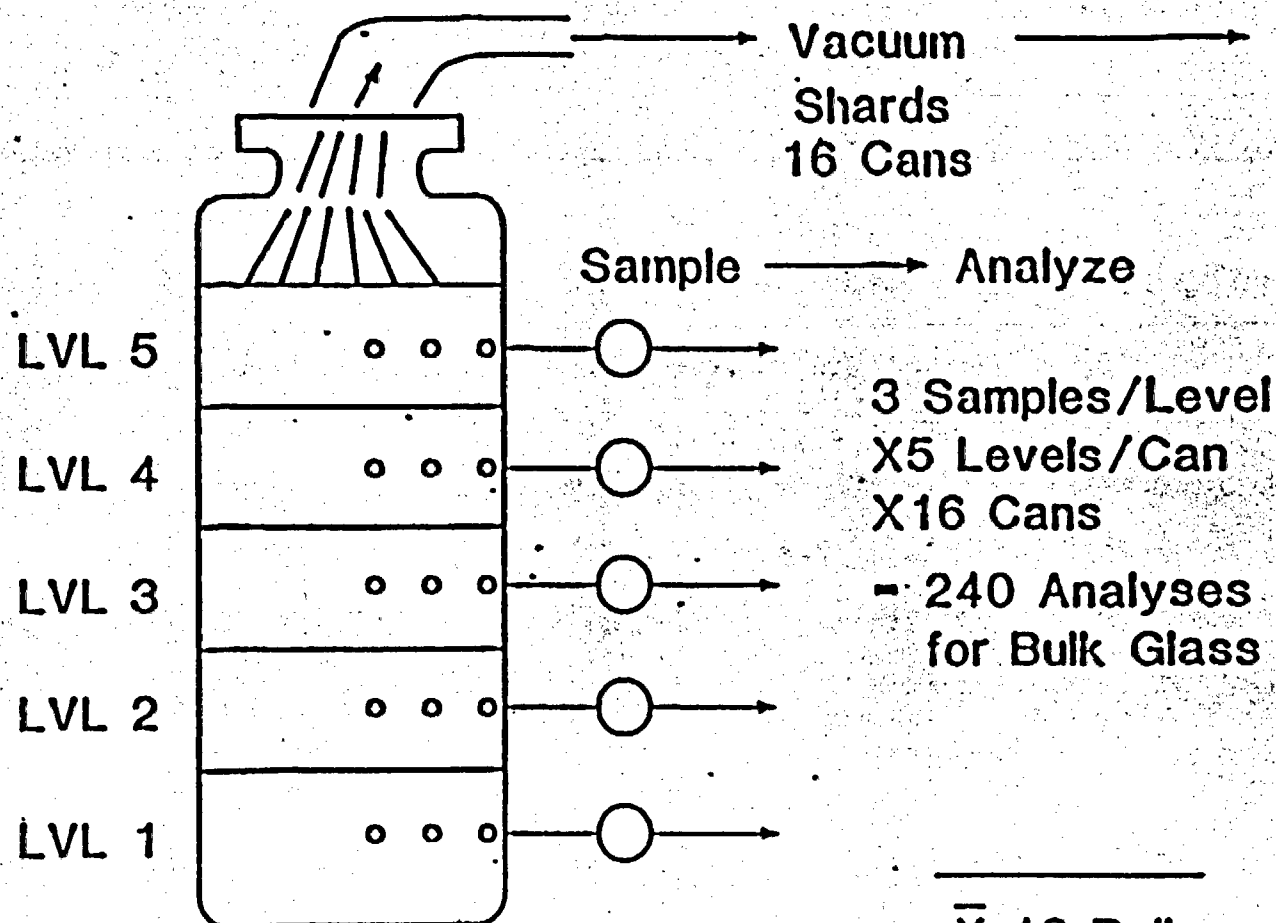 Vacuum
Shards
16 Cans
Sample
Analyze
LVL 5
LVL 4
LVL 3
LVL 2
LVL 1
3 Samples/Level
X5 Levels/Can
X16 Cans
- 240 Analyses
for Bulk Glass